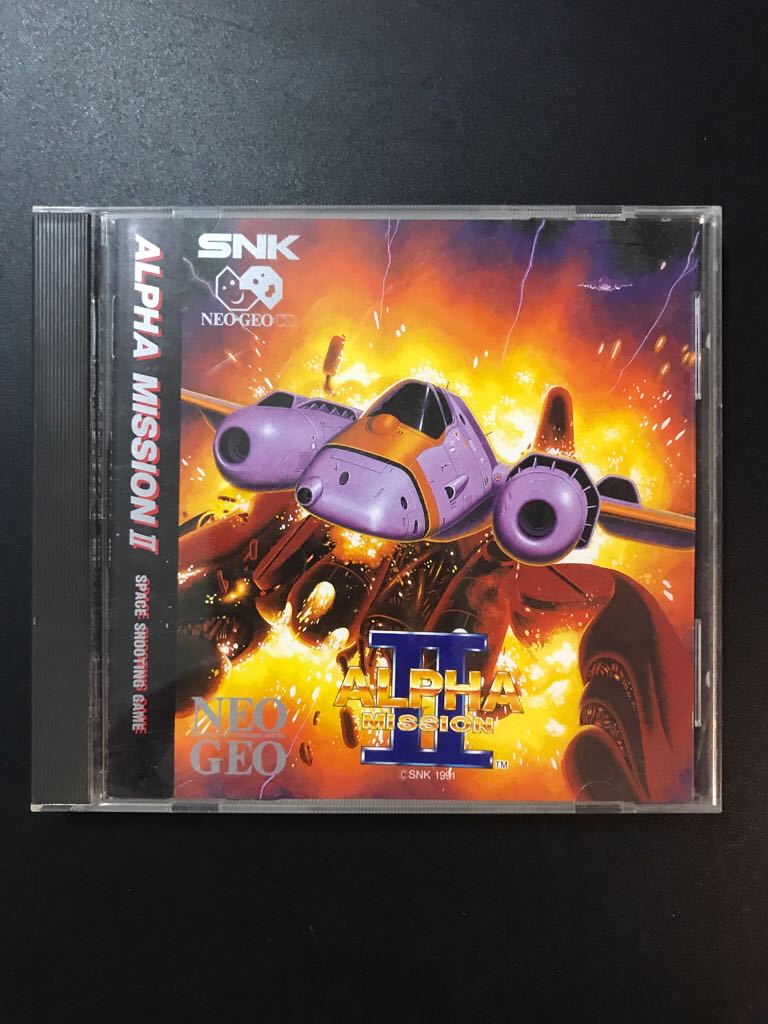 ALPHA MISSION II SPACE SHOOTING GAME
SNK
NEO•GEO CD
NEO
GEO
II
ALPHA
MISSION
TM
© SNK 1991